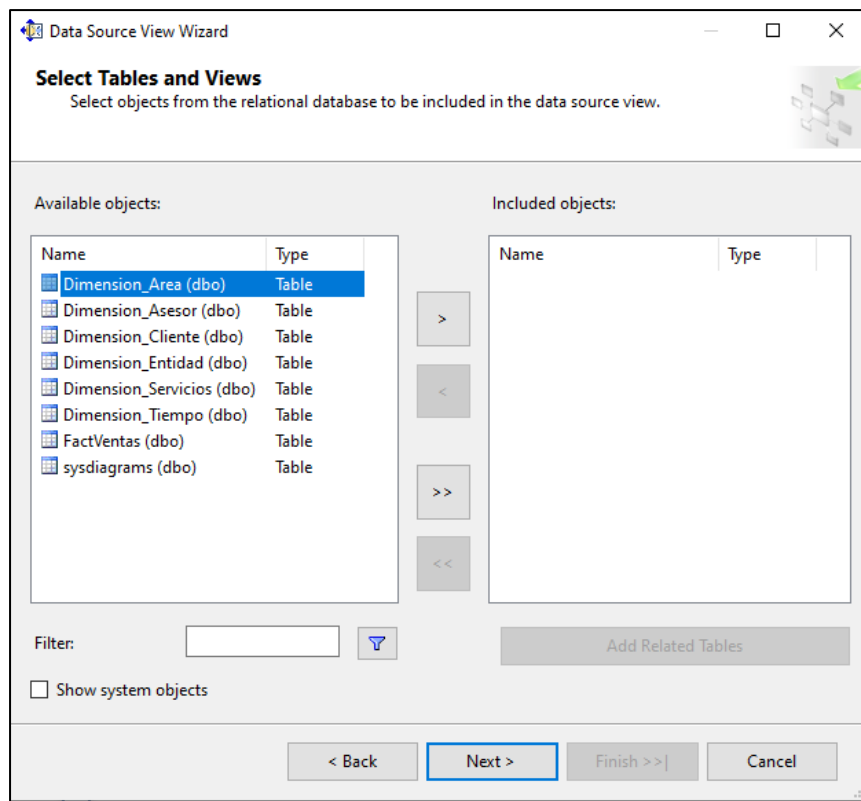 Data Source View Wizard
Select Tables and Views
Select objects from the relational database to be included in the data source view.
Available objects:
Included objects:
Name Type
Name Type
Dimension_Area (dbo) Table
Dimension_Asesor (dbo) Table
Dimension_Cliente (dbo) Table
Dimension_Entidad (dbo) Table
Dimension_Servicios (dbo) Table
Dimension_Tiempo (dbo) Table
FactVentas (dbo) Table
sysdiagrams (dbo) Table
>
<
>>
<<
Filter:
Add Related Tables
Show system objects
< Back
Next >
Finish >>|
Cancel